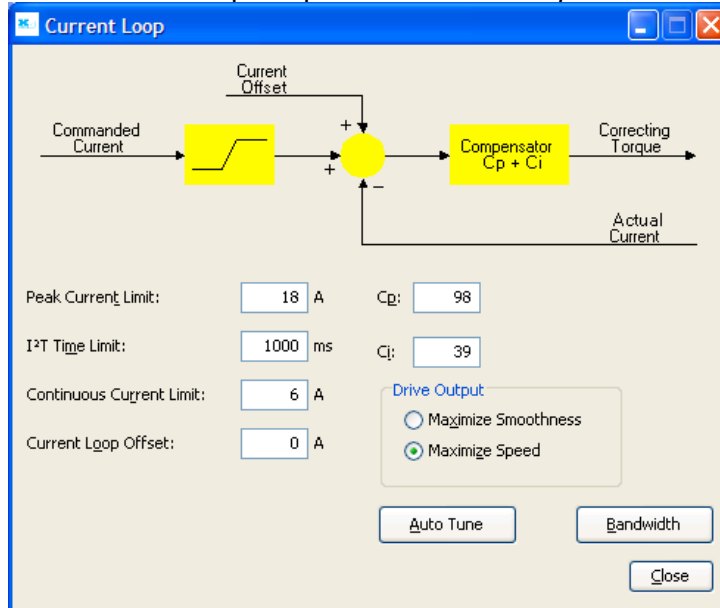 Current Loop
Current
Offset
Commanded
Current
+
+
−
Compensator
Cp + Ci
Correcting
Torque
Actual
Current
Peak Current Limit: 18 A Cp: 98
I²T Time Limit: 1000 ms Ci: 39
Continuous Current Limit: 6 A
Drive Output
Maximize Smoothness
Current Loop Offset: 0 A
Maximize Speed
Auto Tune Bandwidth
Close